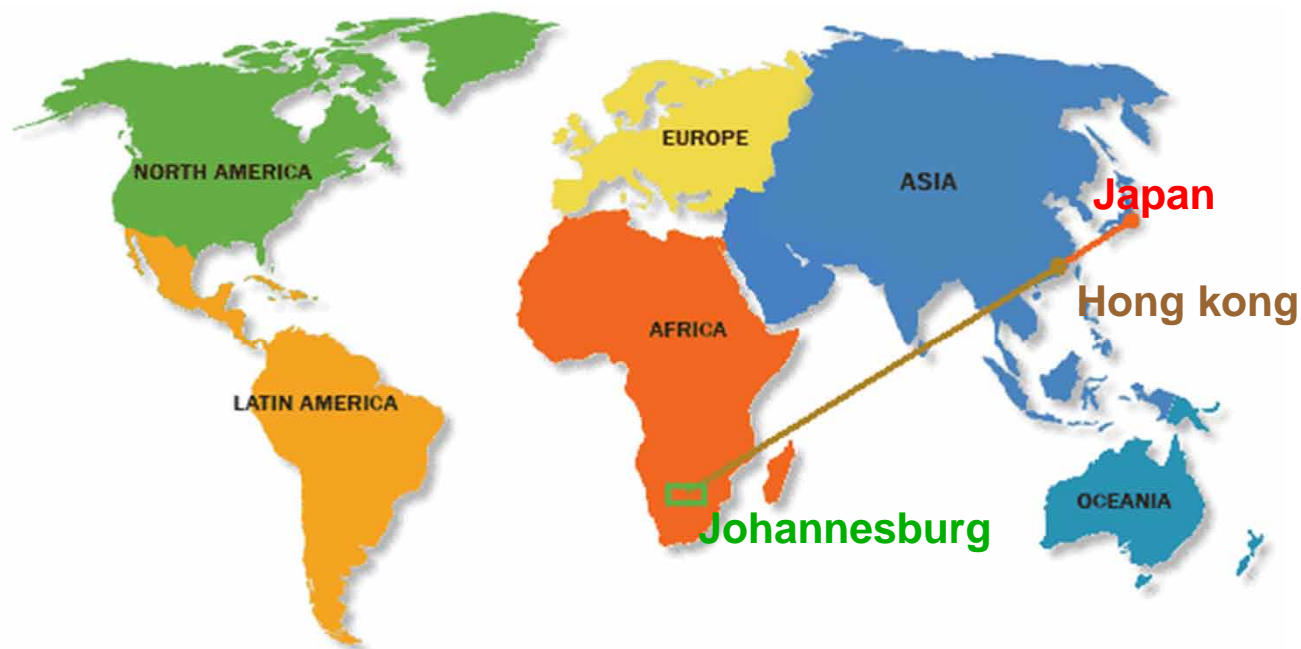 EUROPE
NORTH AMERICA
ASIA
Japan
Hong kong
AFRICA
LATIN AMERICA
OCEANIA
Johannesburg